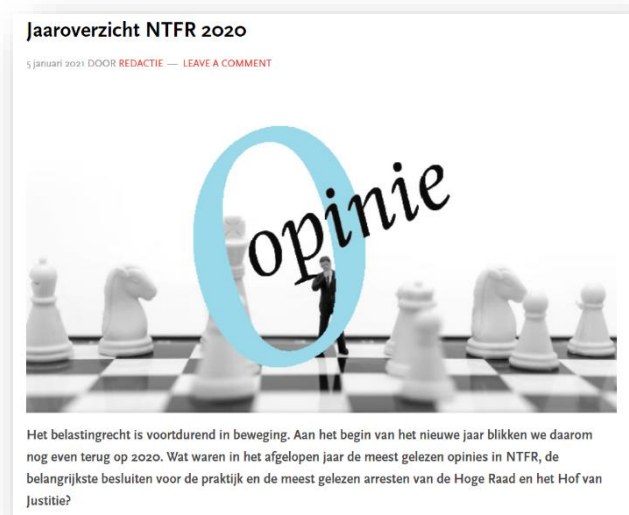 Jaaroverzicht NTFR 2020
5 januari 2021 DOOR REDACTIE — LEAVE A COMMENT
O
opinie
Het belastingrecht is voortdurend in beweging. Aan het begin van het nieuwe jaar blikken we daarom
nog even terug op 2020. Wat waren in het afgelopen jaar de meest gelezen opinies in NTFR, de
belangrijkste besluiten voor de praktijk en de meest gelezen arresten van de Hoge Raad en het Hof van
Justitie?